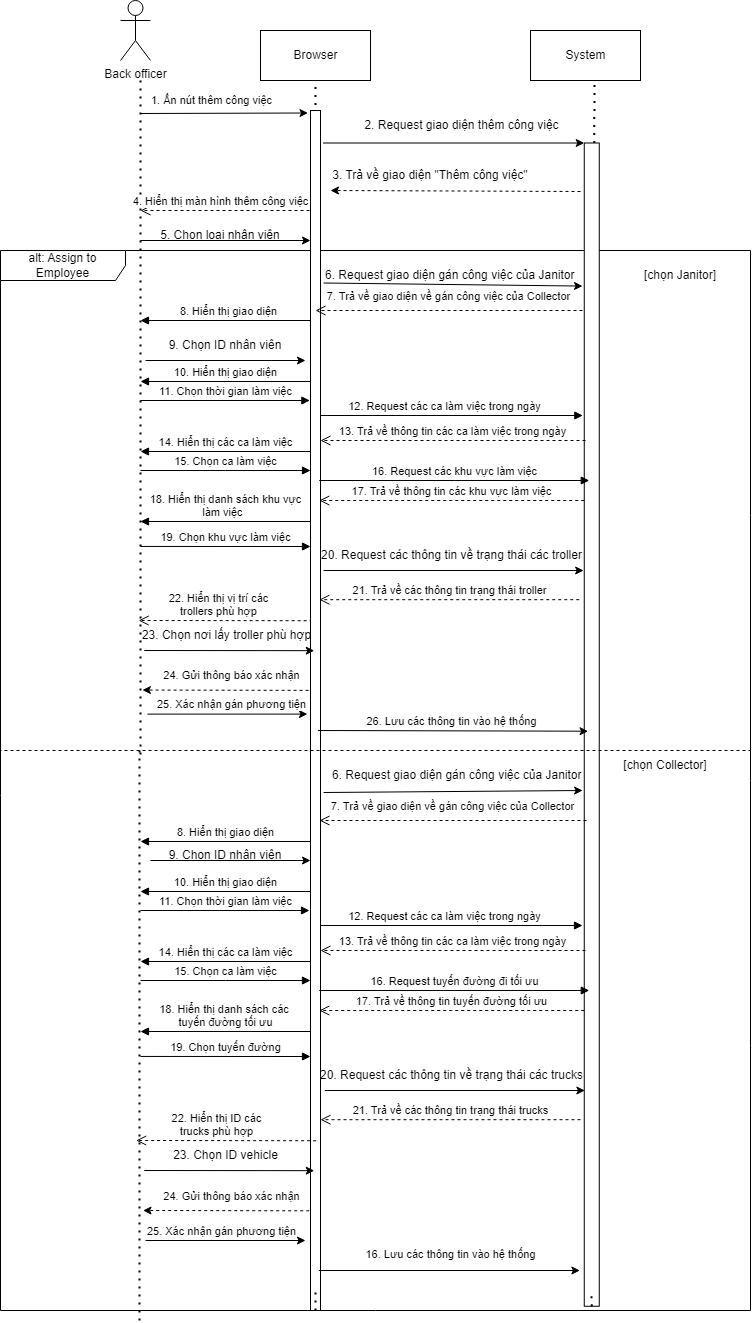 Back officer
Browser
System
1. Ấn nút thêm công việc
2. Request giao diện thêm công việc
3. Trả về giao diện "Thêm công việc"
4. Hiển thị màn hình thêm công việc
5. Chọn loại nhân viên
alt: Assign to
Employee
[chọn Janitor]
6. Request giao diện gán công việc của Janitor
7. Trả về giao diện về gán công việc của Collector
8. Hiển thị giao diện
9. Chọn ID nhân viên
10. Hiển thị giao diện
11. Chọn thời gian làm việc
12. Request các ca làm việc trong ngày
13. Trả về thông tin các ca làm việc trong ngày
14. Hiển thị các ca làm việc
15. Chọn ca làm việc
16. Request các khu vực làm việc
17. Trả về thông tin các khu vực làm việc
18. Hiển thị danh sách khu vực
làm việc
19. Chọn khu vực làm việc
20. Request các thông tin về trạng thái các troller
21. Trả về các thông tin trạng thái troller
22. Hiển thị vị trí các
trollers phù hợp
23. Chọn nơi lấy troller phù hợp
24. Gửi thông báo xác nhận
25. Xác nhận gán phương tiện
26. Lưu các thông tin vào hệ thống
[chọn Collector]
6. Request giao diện gán công việc của Janitor
7. Trả về giao diện về gán công việc của Collector
8. Hiển thị giao diện
9. Chọn ID nhân viên
10. Hiển thị giao diện
11. Chọn thời gian làm việc
12. Request các ca làm việc trong ngày
13. Trả về thông tin các ca làm việc trong ngày
14. Hiển thị các ca làm việc
15. Chọn ca làm việc
16. Request tuyến đường đi tối ưu
17. Trả về thông tin tuyến đường tối ưu
18. Hiển thị danh sách các
tuyến đường tối ưu
19. Chọn tuyến đường
20. Request các thông tin về trạng thái các trucks
21. Trả về các thông tin trạng thái trucks
22. Hiển thị ID các
trucks phù hợp
23. Chọn ID vehicle
24. Gửi thông báo xác nhận
25. Xác nhận gán phương tiện
16. Lưu các thông tin vào hệ thống